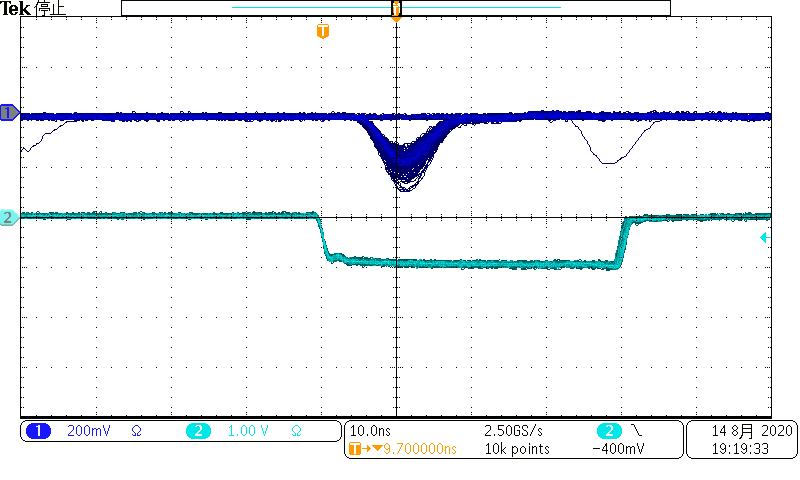 Tek 停止
T
T
1
2
1 200mV Ω 2 1.00 V Ω
10.0ns 2.50GS/s 2
T→▼9.700000ns 10k points −400mV
14 8月 2020
19:19:33